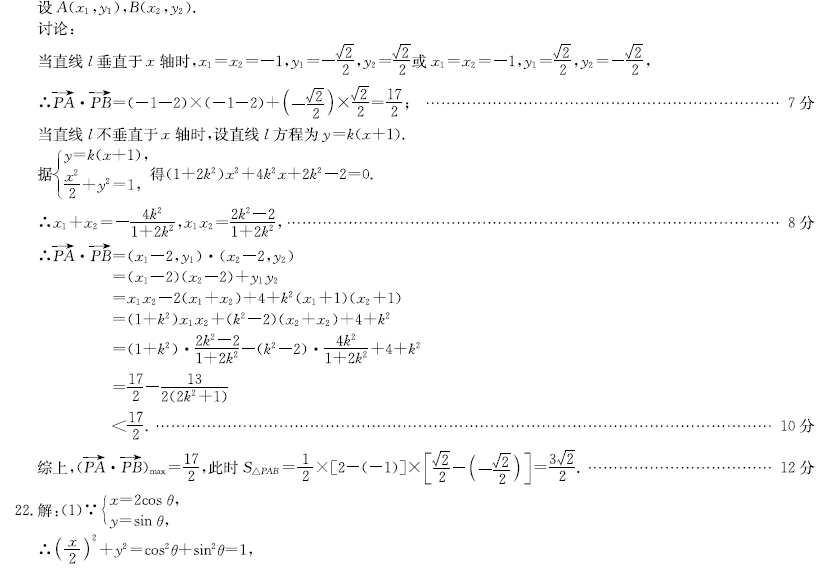 设 A(x₁,y₁),B(x₂,y₂).
讨论:
当直线 l 垂直于 x 轴时,x₁=x₂=-1,y₁=-√2/2,y₂=√2/2或 x₁=x₂=-1,y₁=√2/2,y₂=-√2/2,
∴PA→·PB→=(-1-2)×(-1-2)+(-√2/2)×√2/2=17/2; ………… 7 分
当直线 l 不垂直于 x 轴时,设直线 l 方程为 y=k(x+1).
据{y=k(x+1), x²/2+y²=1, 得(1+2k²)x²+4k²x+2k²-2=0.
∴x₁+x₂=-4k²/(1+2k²),x₁x₂=(2k²-2)/(1+2k²), ………… 8 分
∴PA→·PB→=(x₁-2,y₁)·(x₂-2,y₂)
=(x₁-2)(x₂-2)+y₁y₂
=x₁x₂-2(x₁+x₂)+4+k²(x₁+1)(x₂+1)
=(1+k²)x₁x₂+(k²-2)(x₂+x₂)+4+k²
=(1+k²)·(2k²-2)/(1+2k²)-(k²-2)·4k²/(1+2k²)+4+k²
=17/2-13/(2(2k²+1))
<17/2. ………… 10 分
综上,(PA→·PB→)max=17/2,此时 S△PAB=1/2×[2-(-1)]×[√2/2-(-√2/2)]=3√2/2. ………… 12 分
22.解:(1)∵{x=2cos θ, y=sin θ,
∴(x/2)²+y²=cos²θ+sin²θ=1,